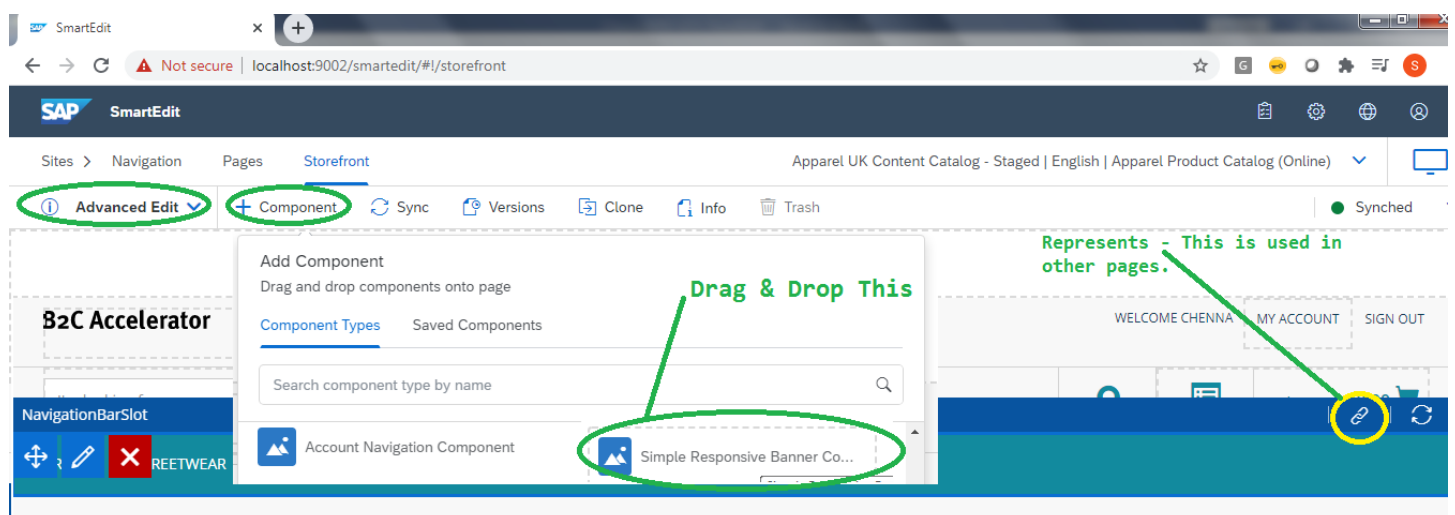 SAP SmartEdit
Not secure | localhost:9002/smartedit/#!/storefront
G
S
SAP SmartEdit
Sites > Navigation Pages Storefront Apparel UK Content Catalog - Staged | English | Apparel Product Catalog (Online)
Advanced Edit + Component Sync Versions Clone Info Trash Synched
Represents - This is used in
other pages.
Add Component
Drag and drop components onto page
Drag & Drop This
B2C Accelerator
WELCOME CHENNA MY ACCOUNT SIGN OUT
Component Types Saved Components
Search component type by name
NavigationBarSlot
Account Navigation Component
Simple Responsive Banner Co...
REETWEAR